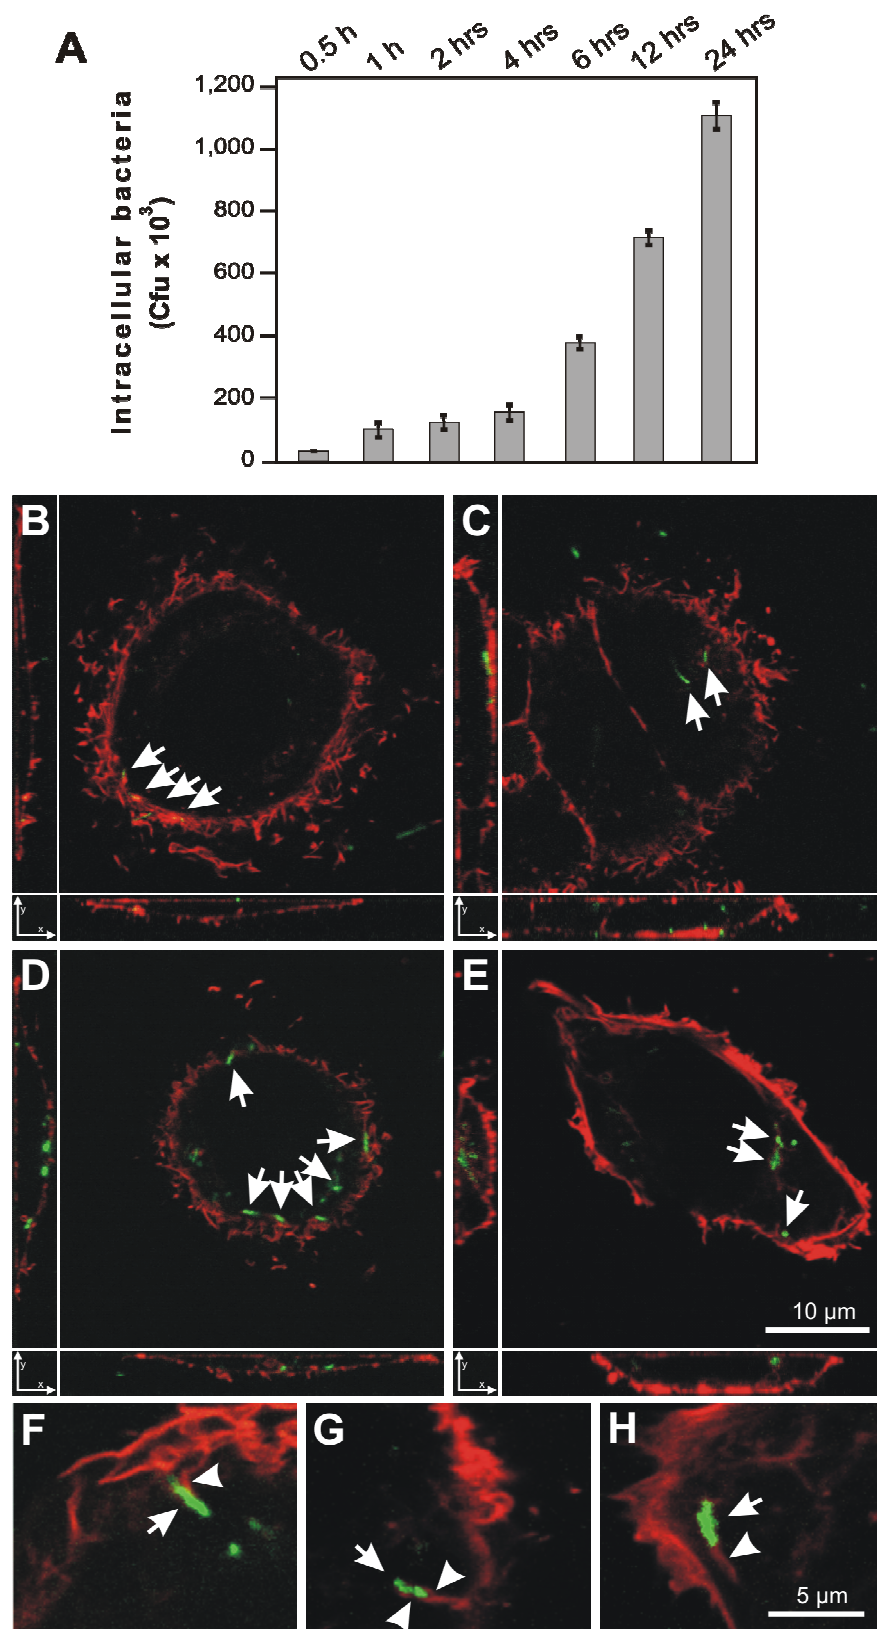 A
0.5 h
1 h
2 hrs
4 hrs
6 hrs
12 hrs
24 hrs
Intracellular bacteria
(Cfu x 10³)
1,200
1,000
800
600
400
200
0
B
C
y
x
y
x
D
E
10 µm
y
x
y
x
F
G
H
5 µm